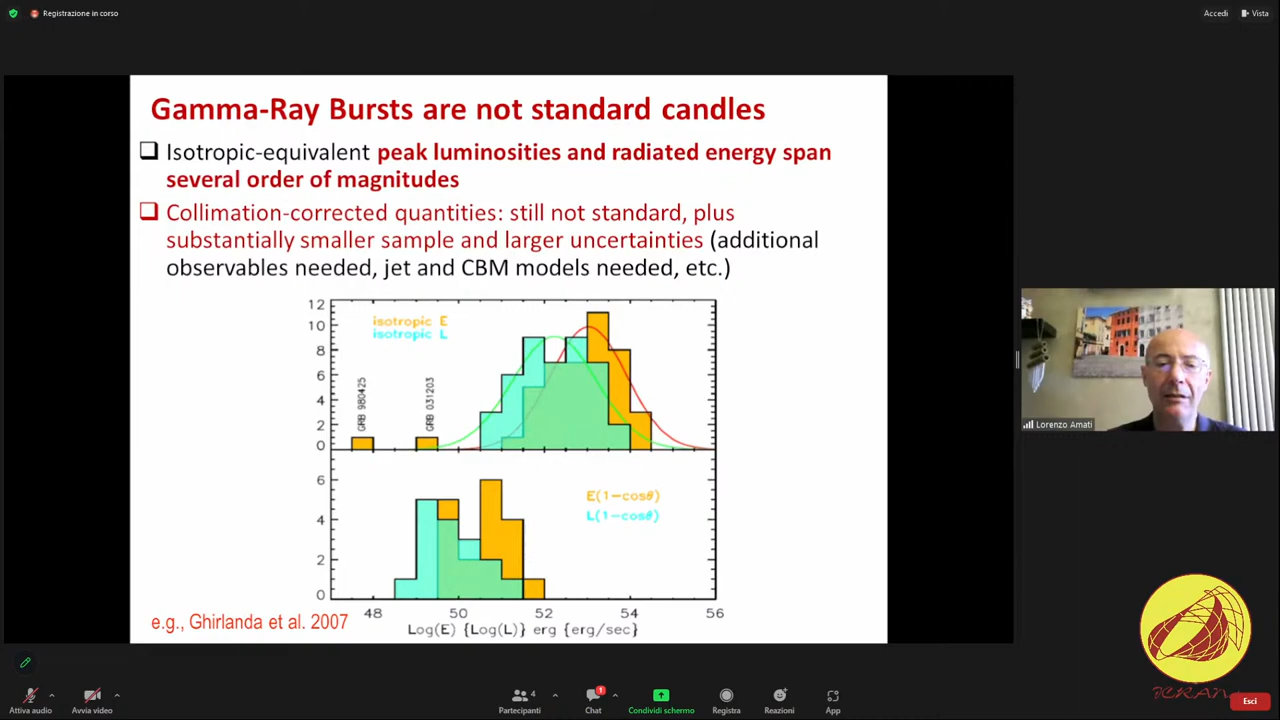 Registrazione in corso
Accedi
Vista
Gamma-Ray Bursts are not standard candles
Isotropic-equivalent peak luminosities and radiated energy span
several order of magnitudes
Collimation-corrected quantities: still not standard, plus
substantially smaller sample and larger uncertainties (additional
observables needed, jet and CBM models needed, etc.)
12
10
8
6
4
2
0
isotropic E
isotropic L
GRB 980425
GRB 031203
6
4
2
0
E(1-cosθ)
L(1-cosθ)
48 50 52 54 56
Log(E) {Log(L)} erg {erg/sec}
e.g., Ghirlanda et al. 2007
Lorenzo Amati
Attiva audio
Avvia video
4
Partecipanti
1
Chat
Condividi schermo
Registra
Reazioni
App
ICRANet
Esci